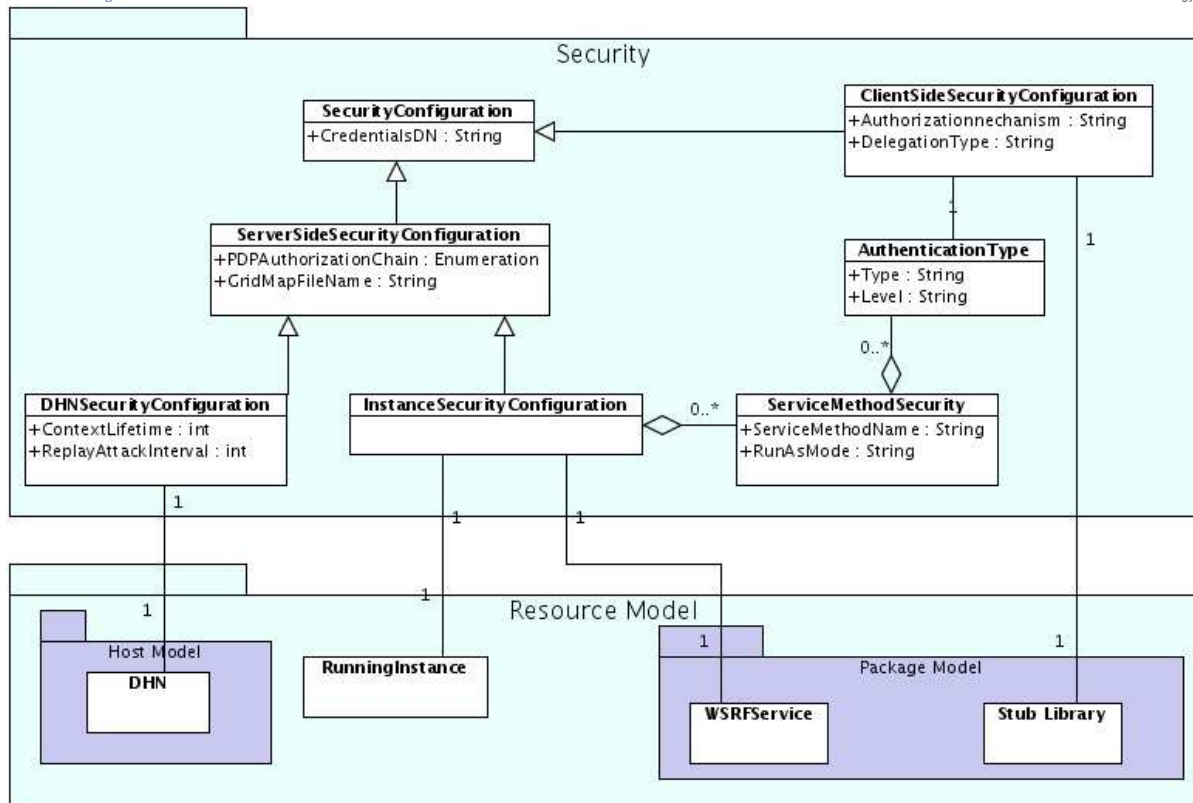 Security
SecurityConfiguration
+CredentialsDN : String
ClientSideSecurityConfiguration
+Authorizationnechanism : String
+DelegationType : String
1
1
ServerSideSecurityConfiguration
+PDPAuthorizationChain : Enumeration
+GridMapFileName : String
AuthenticationType
+Type : String
+Level : String
0..*
DHNSecurityConfiguration
+ContextLifetime : int
+ReplayAttackInterval : int
InstanceSecurityConfiguration
0..*
ServiceMethodSecurity
+ServiceMethodName : String
+RunAsMode : String
1
1
1
1
1
Resource Model
1
1
Host Model
DHN
RunningInstance
Package Model
WSRFService
Stub Library